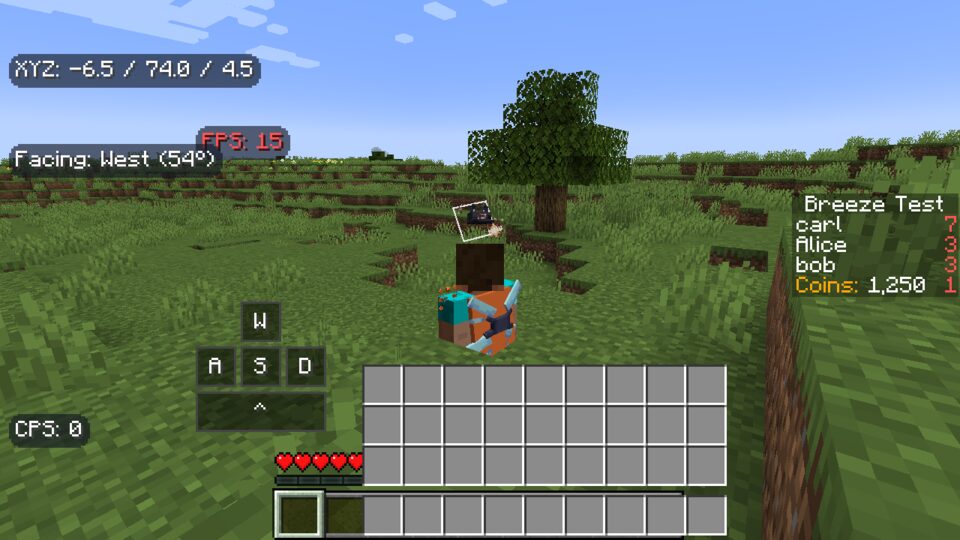 XYZ: -6.5 / 74.0 / 4.5
FPS: 15
Facing: West (54º)
Breeze Test
carl 7
Alice 3
bob 3
Coins: 1,250 1
W
A S D
^
CPS: 0